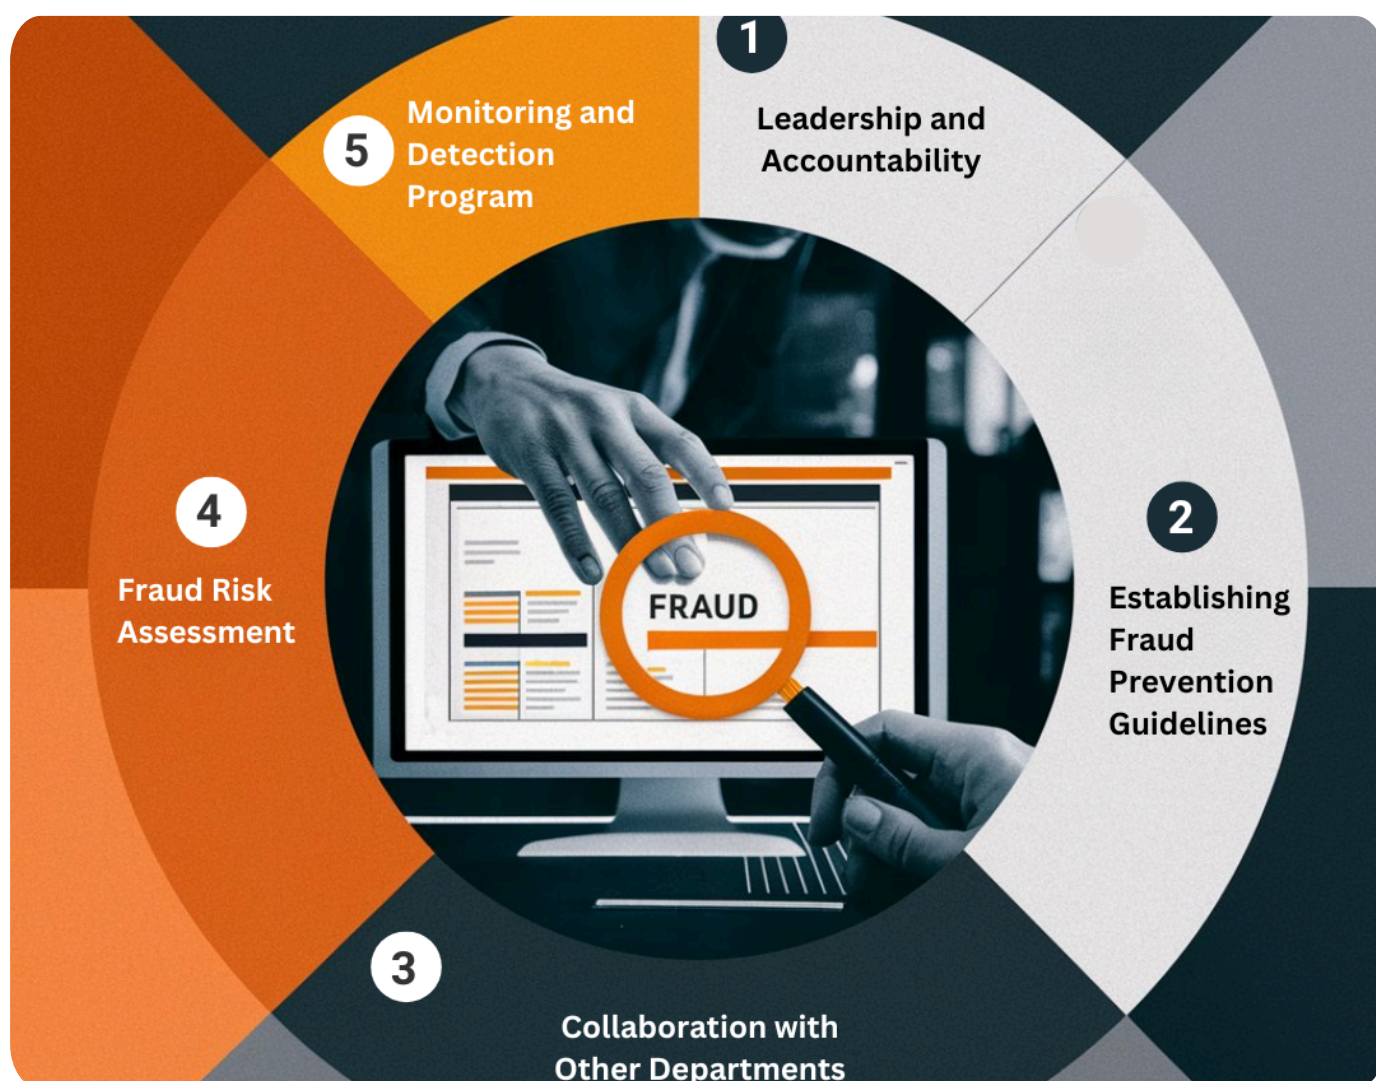 1
Leadership and
Accountability
2
Establishing
Fraud
Prevention
Guidelines
3
Collaboration with
Other Departments
4
Fraud Risk
Assessment
5
Monitoring and
Detection
Program
FRAUD